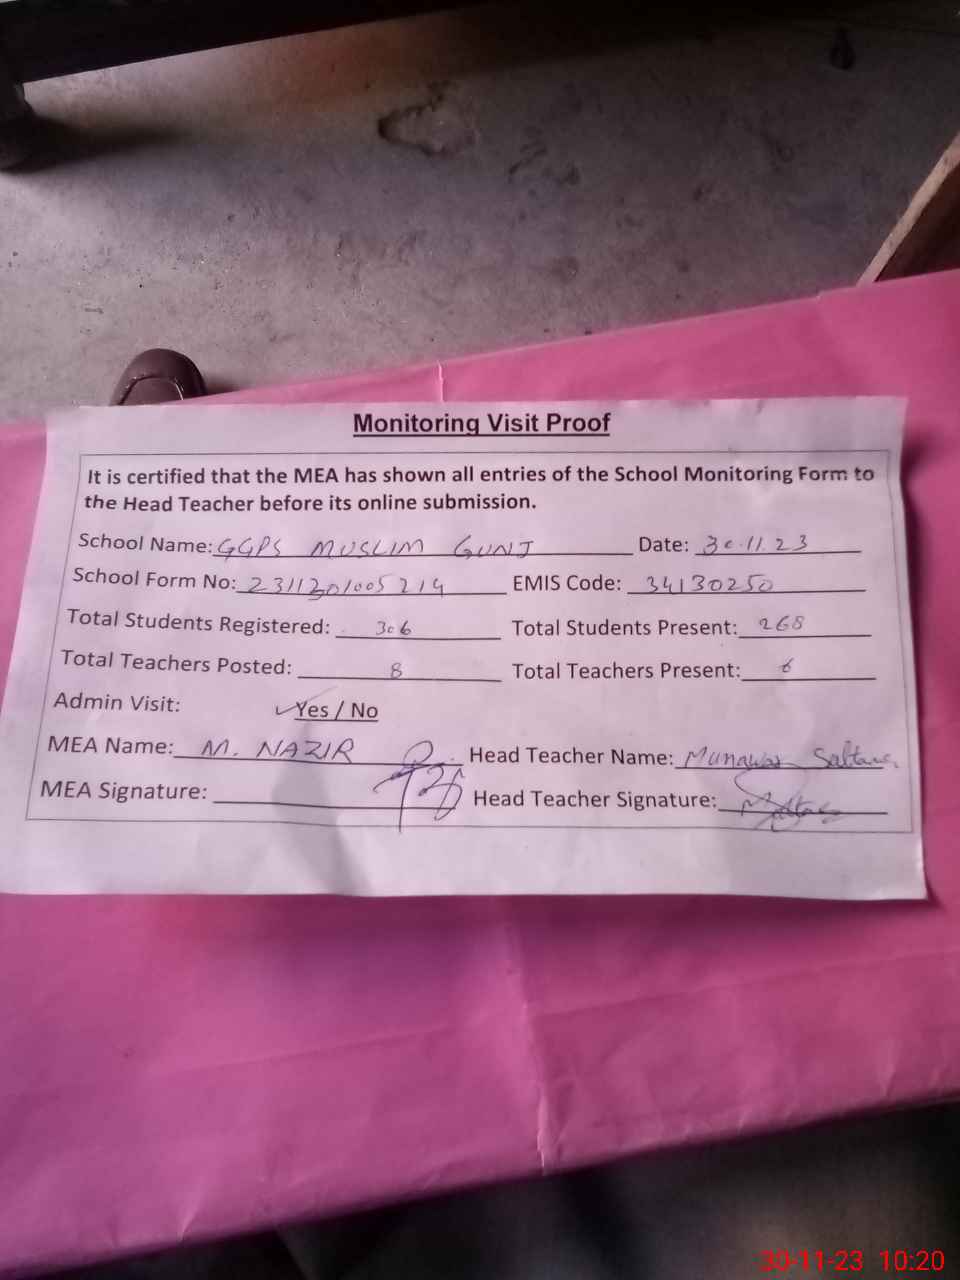 Monitoring Visit Proof
It is certified that the MEA has shown all entries of the School Monitoring Form to
the Head Teacher before its online submission.
School Name: GGPS MUSLIM GUNJ Date: 30.11.23
School Form No: 2311201005214 EMIS Code: 34130250
Total Students Registered: 306 Total Students Present: 268
Total Teachers Posted: 8 Total Teachers Present: 6
Admin Visit: ✓Yes / No
MEA Name: M. NAZIR Head Teacher Name: Munawar Saltana
MEA Signature: Head Teacher Signature:
30-11-23 10:20